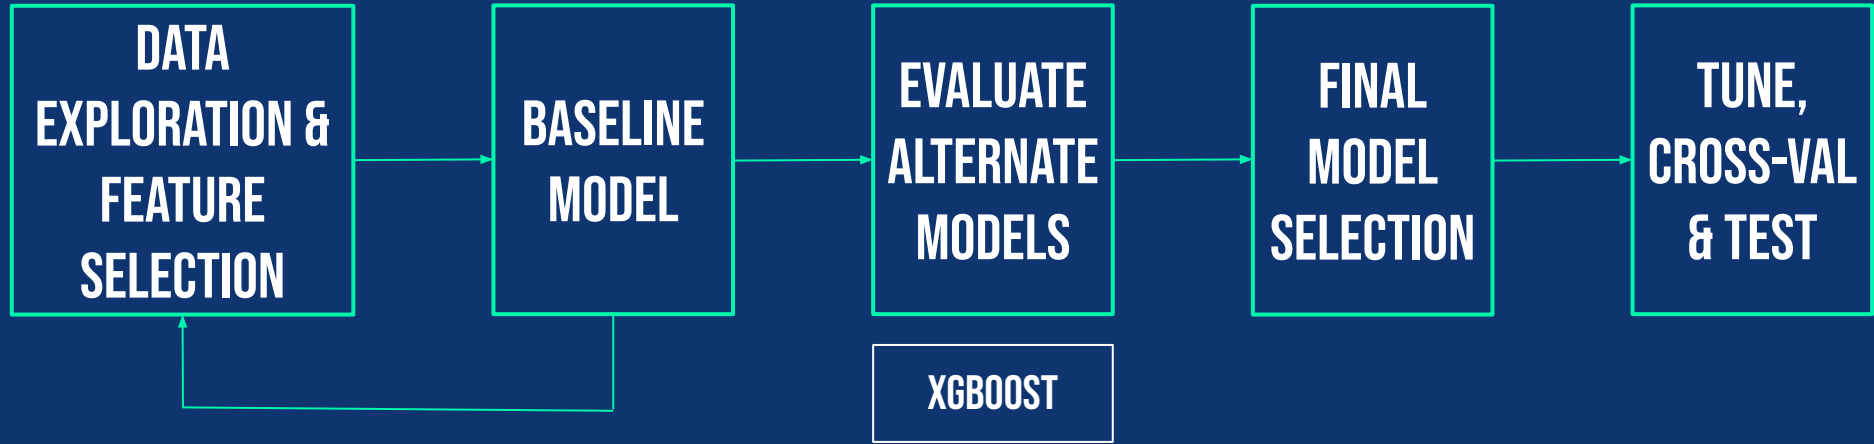 DATA
EXPLORATION &
FEATURE
SELECTION
BASELINE
MODEL
EVALUATE
ALTERNATE
MODELS
FINAL
MODEL
SELECTION
TUNE,
CROSS-VAL
& TEST
XGBOOST